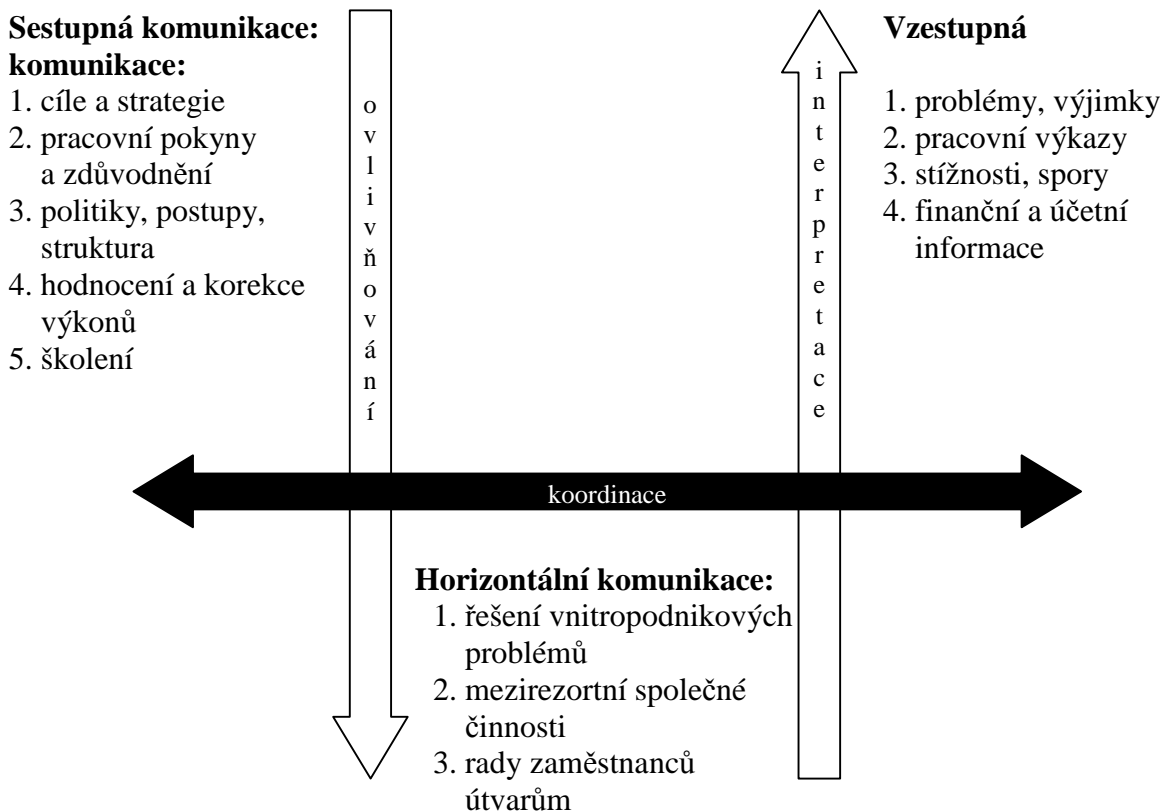 Sestupná komunikace:
komunikace:
1. cíle a strategie
2. pracovní pokyny
a zdůvodnění
3. politiky, postupy,
struktura
4. hodnocení a korekce
výkonů
5. školení
ovlivňování
interpretace
Vzestupná
1. problémy, výjimky
2. pracovní výkazy
3. stížnosti, spory
4. finanční a účetní
informace
koordinace
Horizontální komunikace:
1. řešení vnitropodnikových
problémů
2. mezirezortní společné
činnosti
3. rady zaměstnanců
útvarům